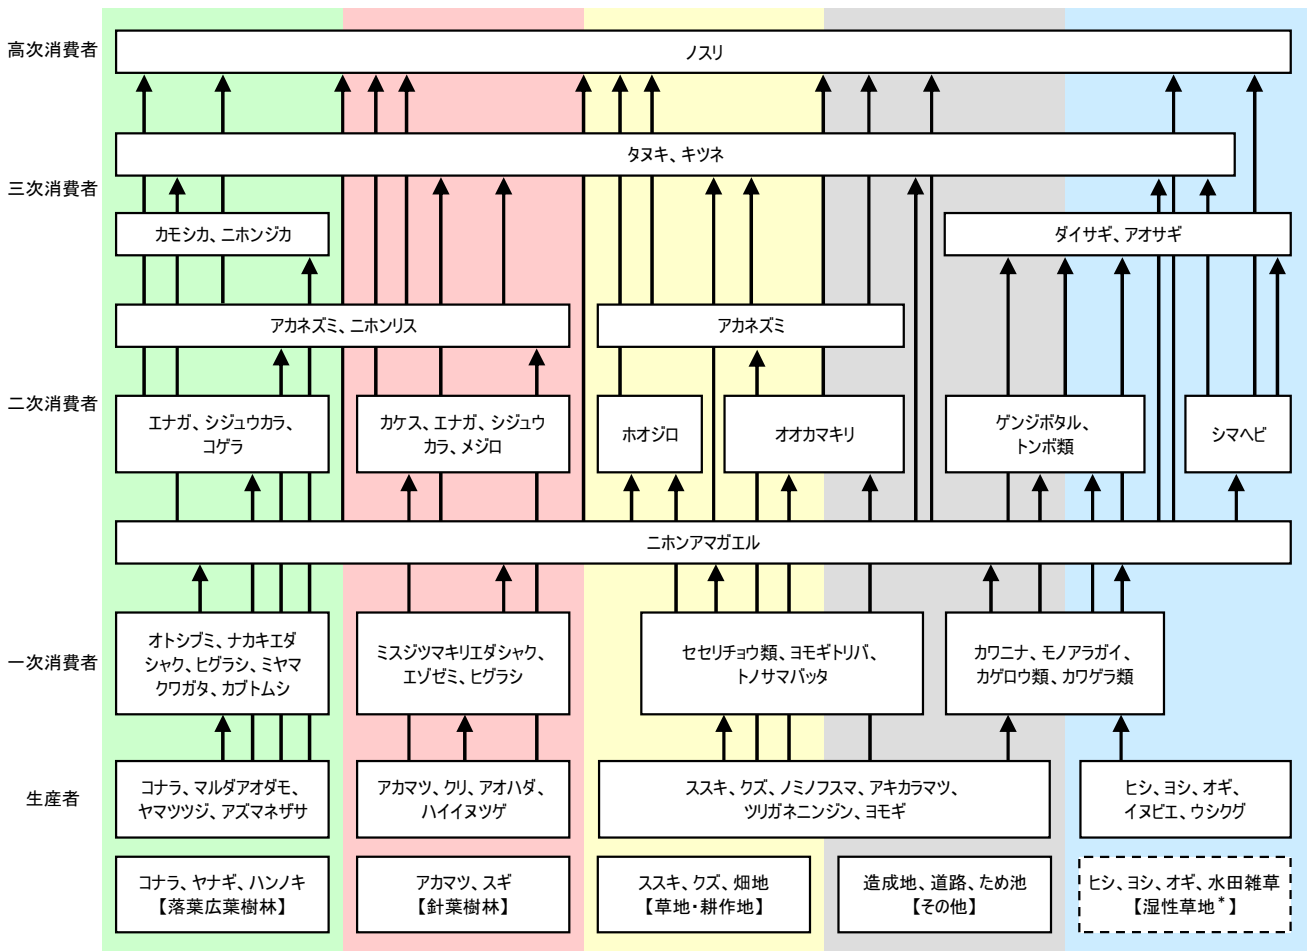 高次消費者
ノスリ
タヌキ、キツネ
三次消費者
カモシカ、ニホンジカ
ダイサギ、アオサギ
アカネズミ、ニホンリス
アカネズミ
二次消費者
エナガ、シジュウカラ、
コゲラ
カケス、エナガ、シジュウ
カラ、メジロ
ホオジロ
オオカマキリ
ゲンジボタル、
トンボ類
シマヘビ
ニホンアマガエル
一次消費者
オトシブミ、ナカキエダ
シャク、ヒグラシ、ミヤマ
クワガタ、カブトムシ
ミスジツマキリエダシャク、
エゾゼミ、ヒグラシ
セセリチョウ類、ヨモギトリバ、
トノサマバッタ
カワニナ、モノアラガイ、
カゲロウ類、カワゲラ類
生産者
コナラ、マルダアオダモ、
ヤマツツジ、アズマネザサ
アカマツ、クリ、アオハダ、
ハイイヌツゲ
ススキ、クズ、ノミノフスマ、アキカラマツ、
ツリガネニンジン、ヨモギ
ヒシ、ヨシ、オギ、
イヌビエ、ウシクグ
コナラ、ヤナギ、ハンノキ
【落葉広葉樹林】
アカマツ、スギ
【針葉樹林】
ススキ、クズ、畑地
【草地・耕作地】
造成地、道路、ため池
【その他】
ヒシ、ヨシ、オギ、水田雑草
【湿性草地*】